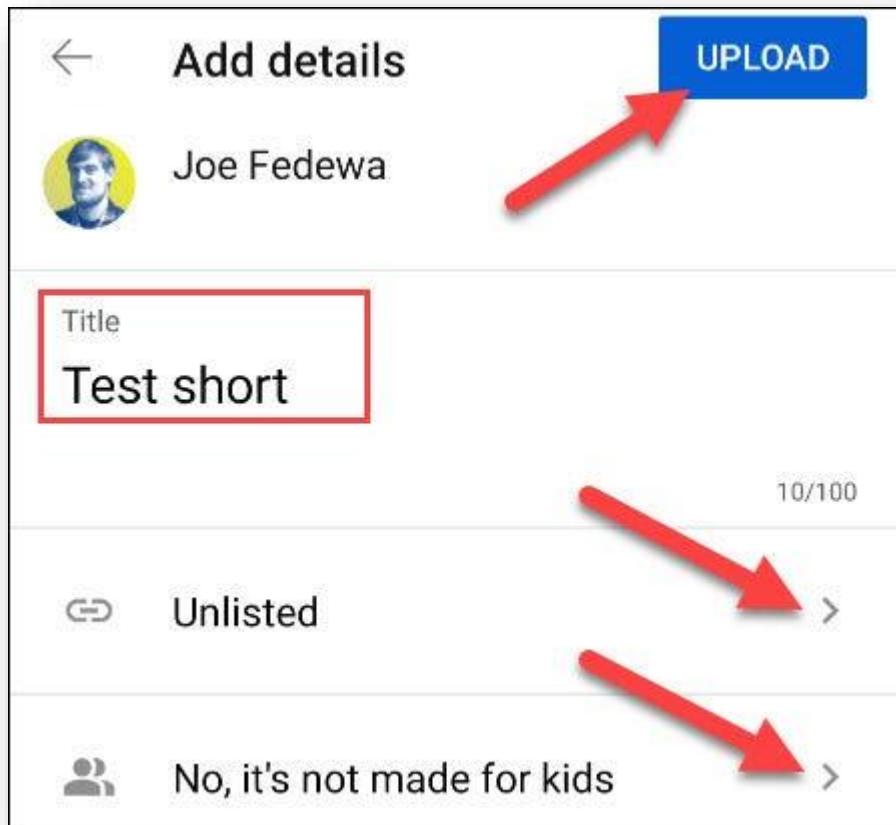 Add details
UPLOAD
Joe Fedewa
Title
Test short
10/100
Unlisted
No, it's not made for kids